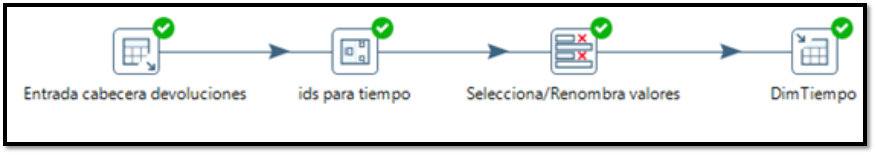 Entrada cabecera devoluciones
ids para tiempo
Selecciona/Renombra valores
DimTiempo